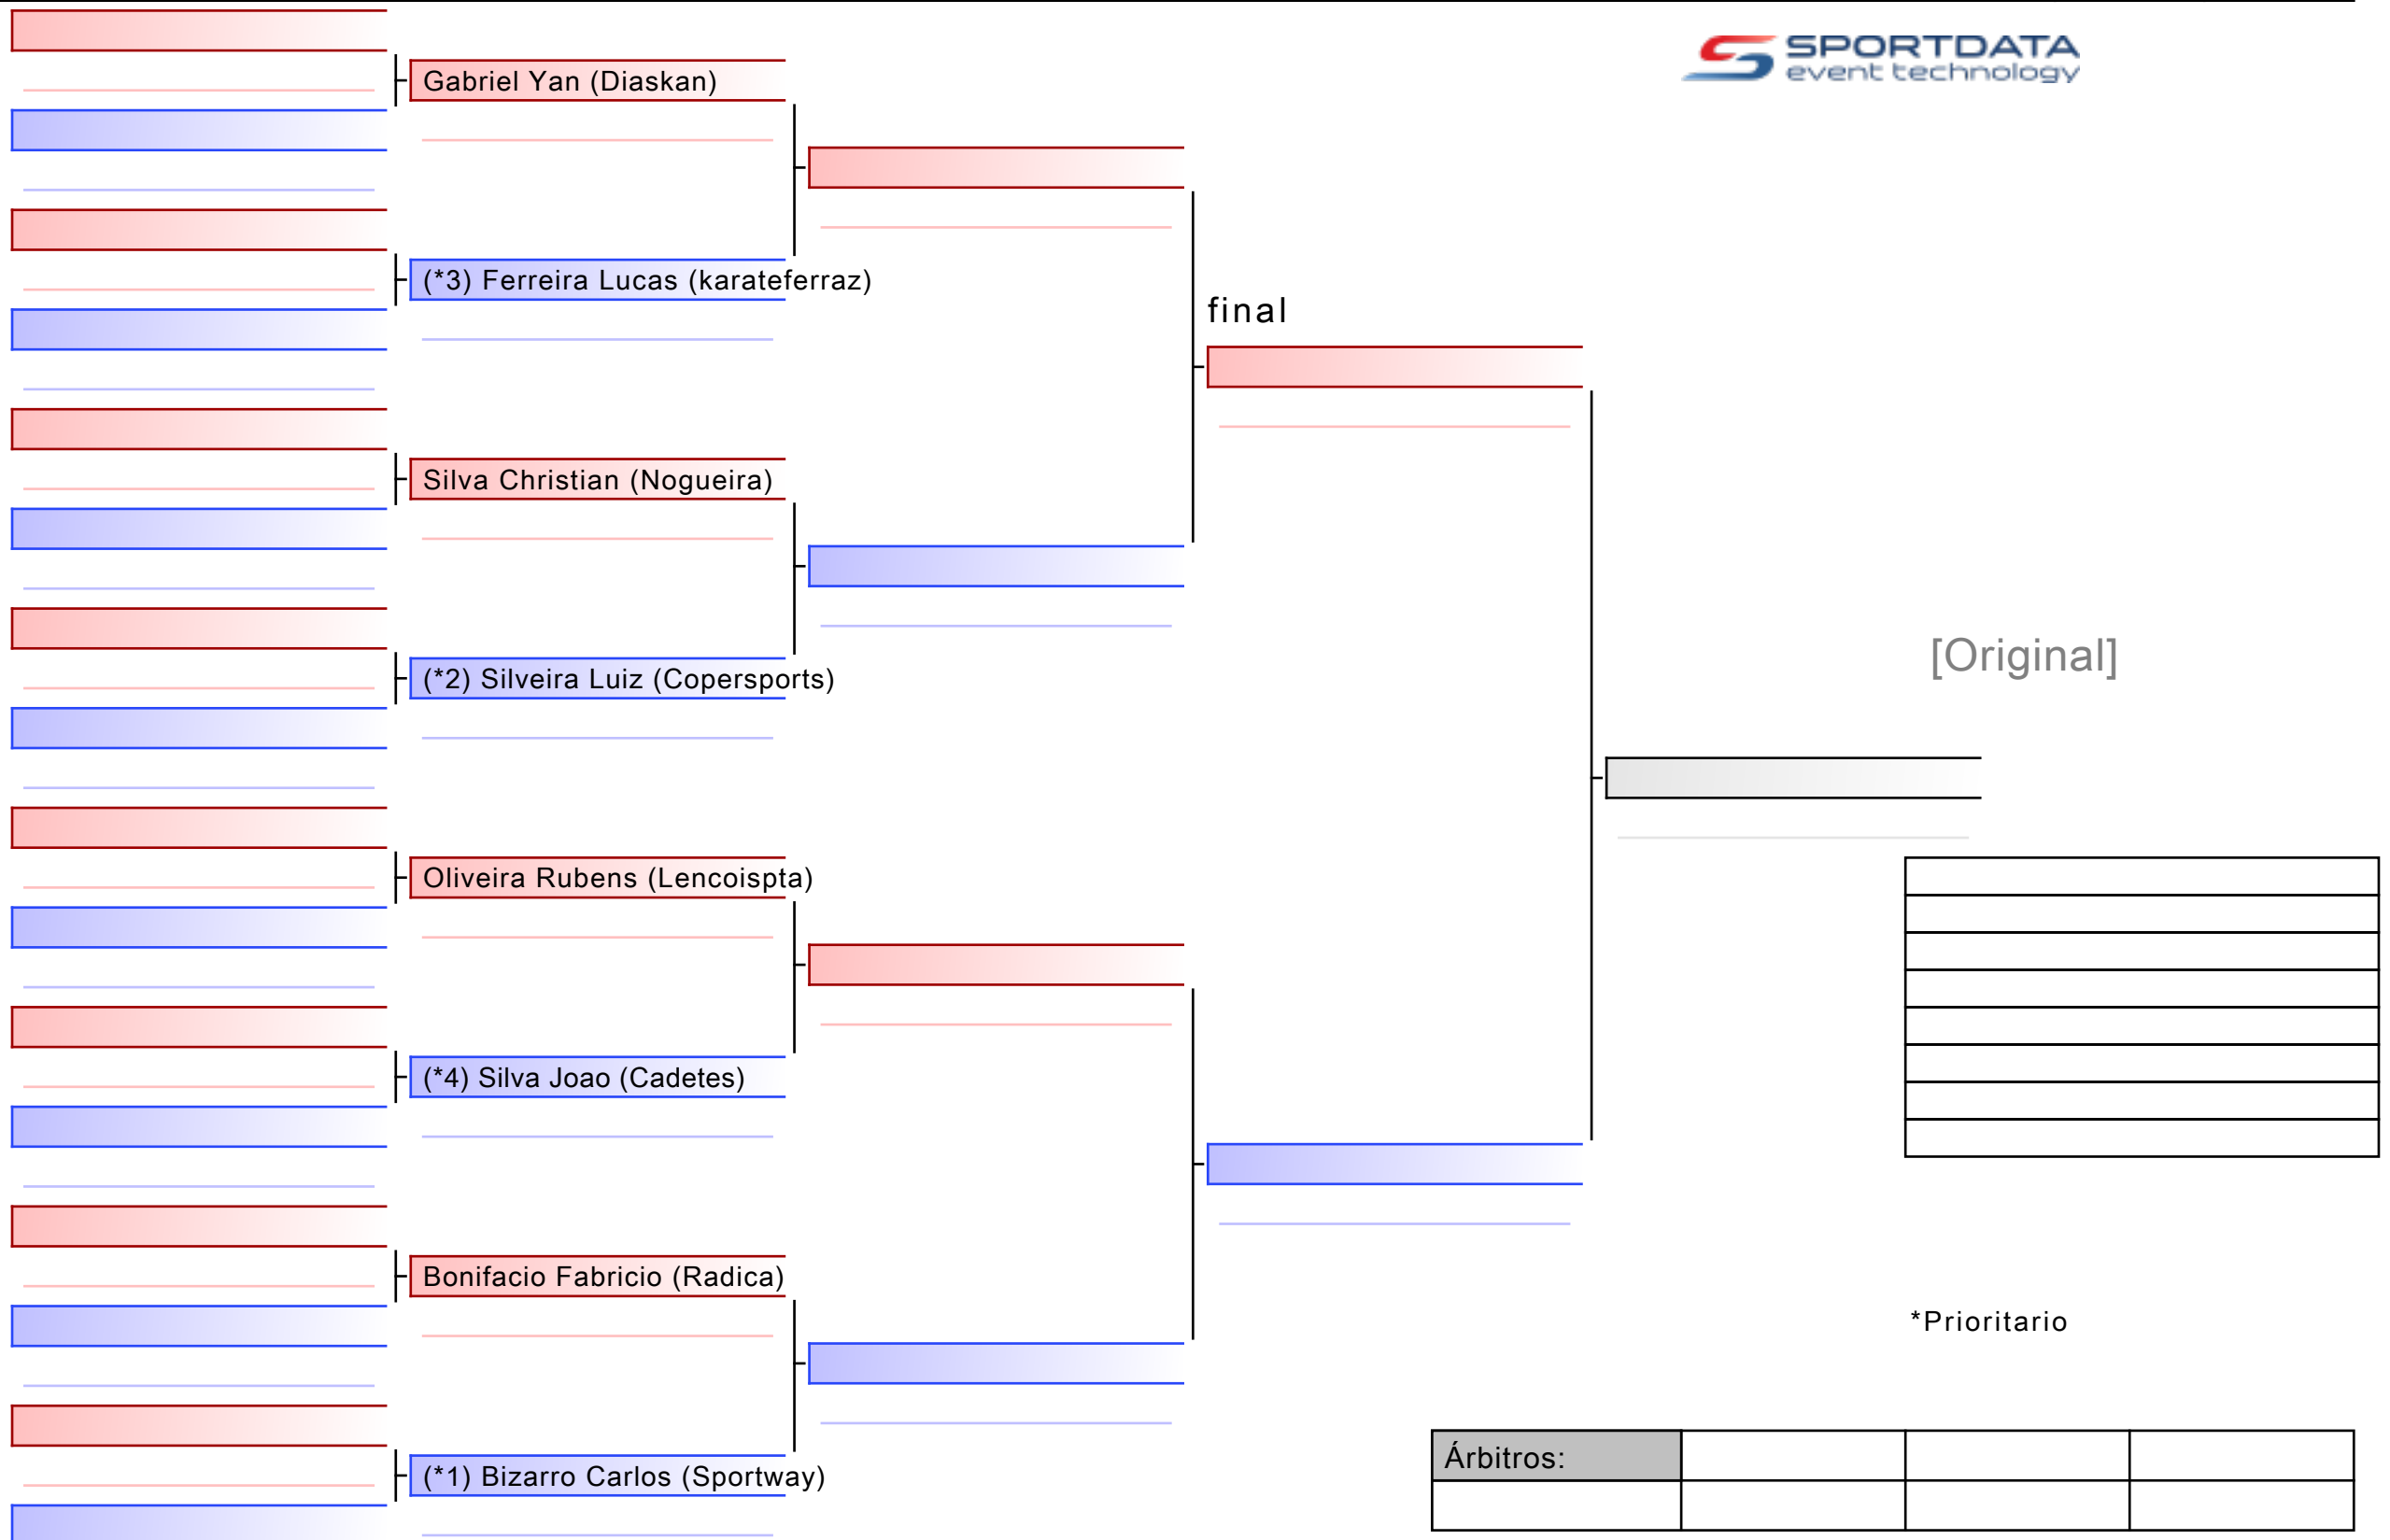 SPORTDATA
event technology
Gabriel Yan (Diaskan)
(*3) Ferreira Lucas (karateferraz)
final
Silva Christian (Nogueira)
[Original]
(*2) Silveira Luiz (Copersports)
Oliveira Rubens (Lencoispta)
(*4) Silva Joao (Cadetes)
Bonifacio Fabricio (Radica)
*Prioritario
Árbitros:
(*1) Bizarro Carlos (Sportway)